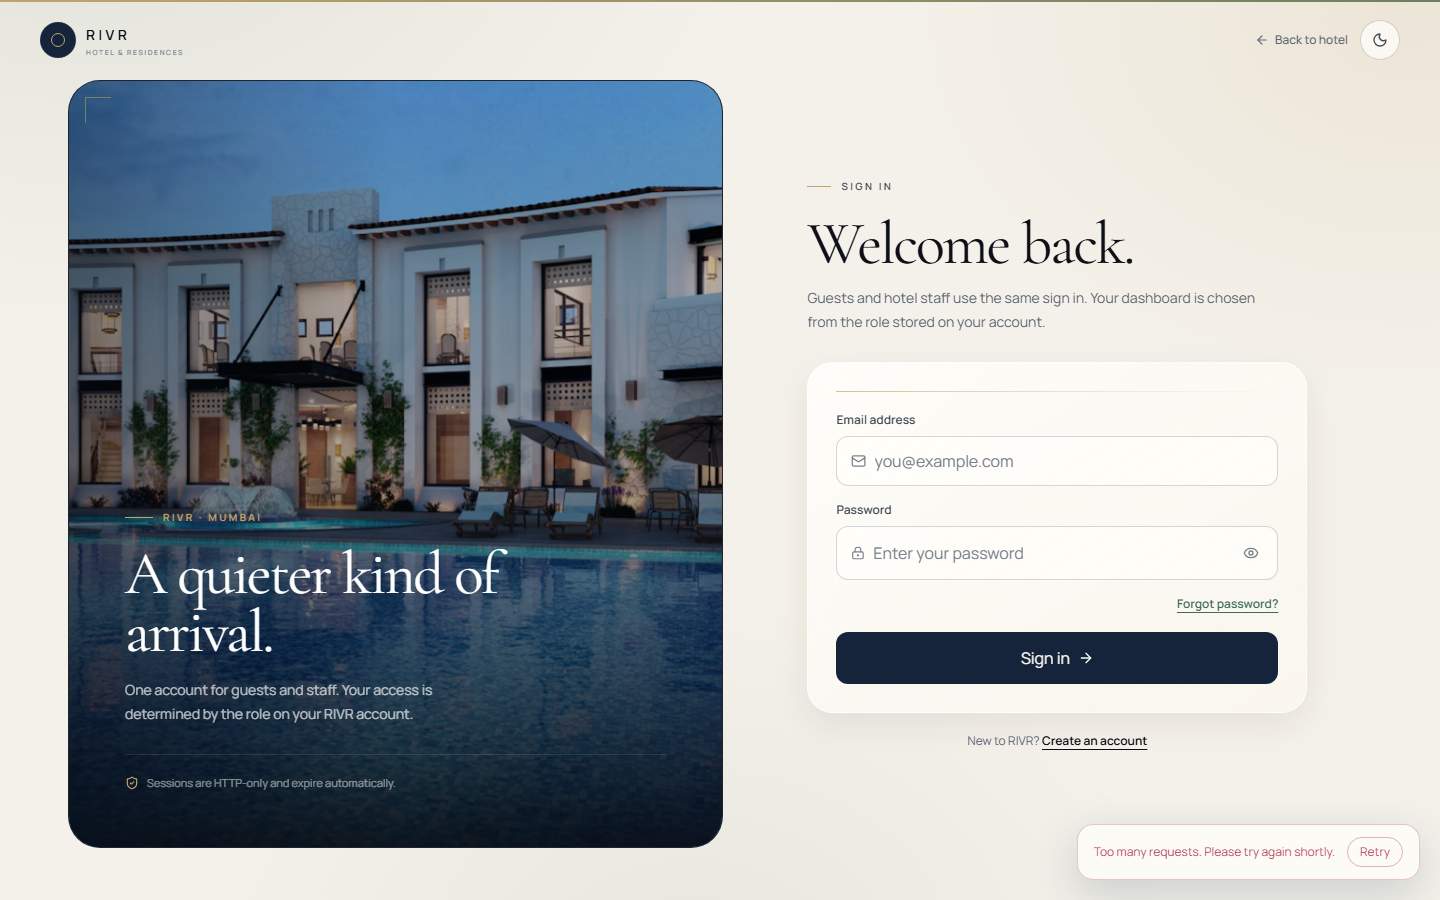 RIVR
HOTEL & RESIDENCES
Back to hotel
RIVR · MUMBAI
A quieter kind of
arrival.
One account for guests and staff. Your access is
determined by the role on your RIVR account.
Sessions are HTTP-only and expire automatically.
SIGN IN
Welcome back.
Guests and hotel staff use the same sign in. Your dashboard is chosen
from the role stored on your account.
Email address
you@example.com
Password
Enter your password
Forgot password?
Sign in
New to RIVR? Create an account
Too many requests. Please try again shortly. Retry